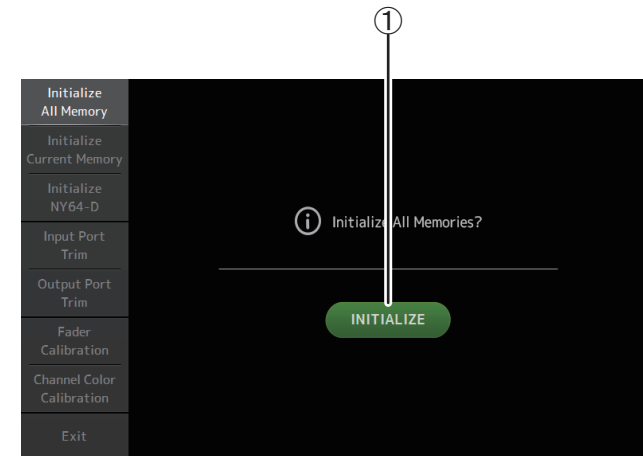 ①
Initialize
All Memory
Initialize
Current Memory
Initialize
NY64-D
Input Port
Trim
Output Port
Trim
Fader
Calibration
Channel Color
Calibration
Exit
Initialize All Memories?
INITIALIZE